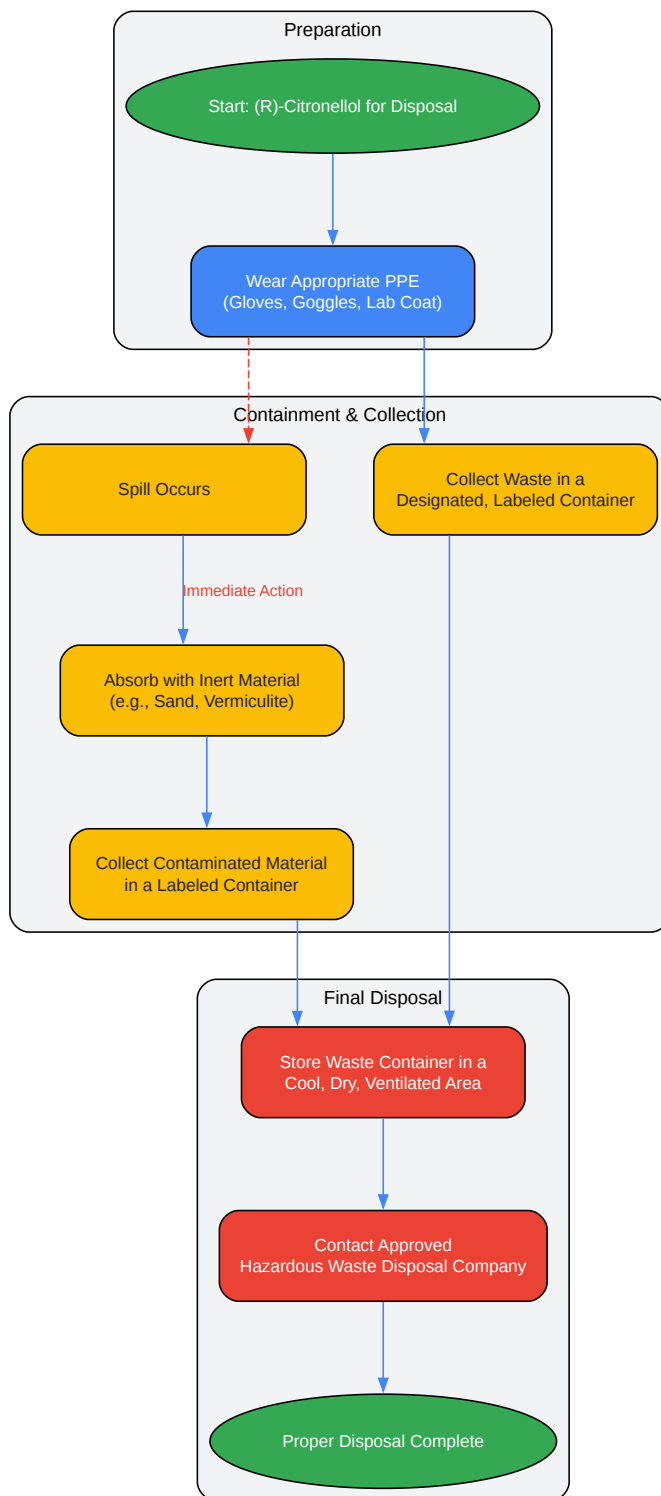 Preparation
Start: (R)-Citronellol for Disposal
Wear Appropriate PPE
(Gloves, Goggles, Lab Coat)
Containment & Collection
Spill Occurs
Collect Waste in a
Designated, Labeled Container
Immediate Action
Absorb with Inert Material
(e.g., Sand, Vermiculite)
Collect Contaminated Material
in a Labeled Container
Final Disposal
Store Waste Container in a
Cool, Dry, Ventilated Area
Contact Approved
Hazardous Waste Disposal Company
Proper Disposal Complete